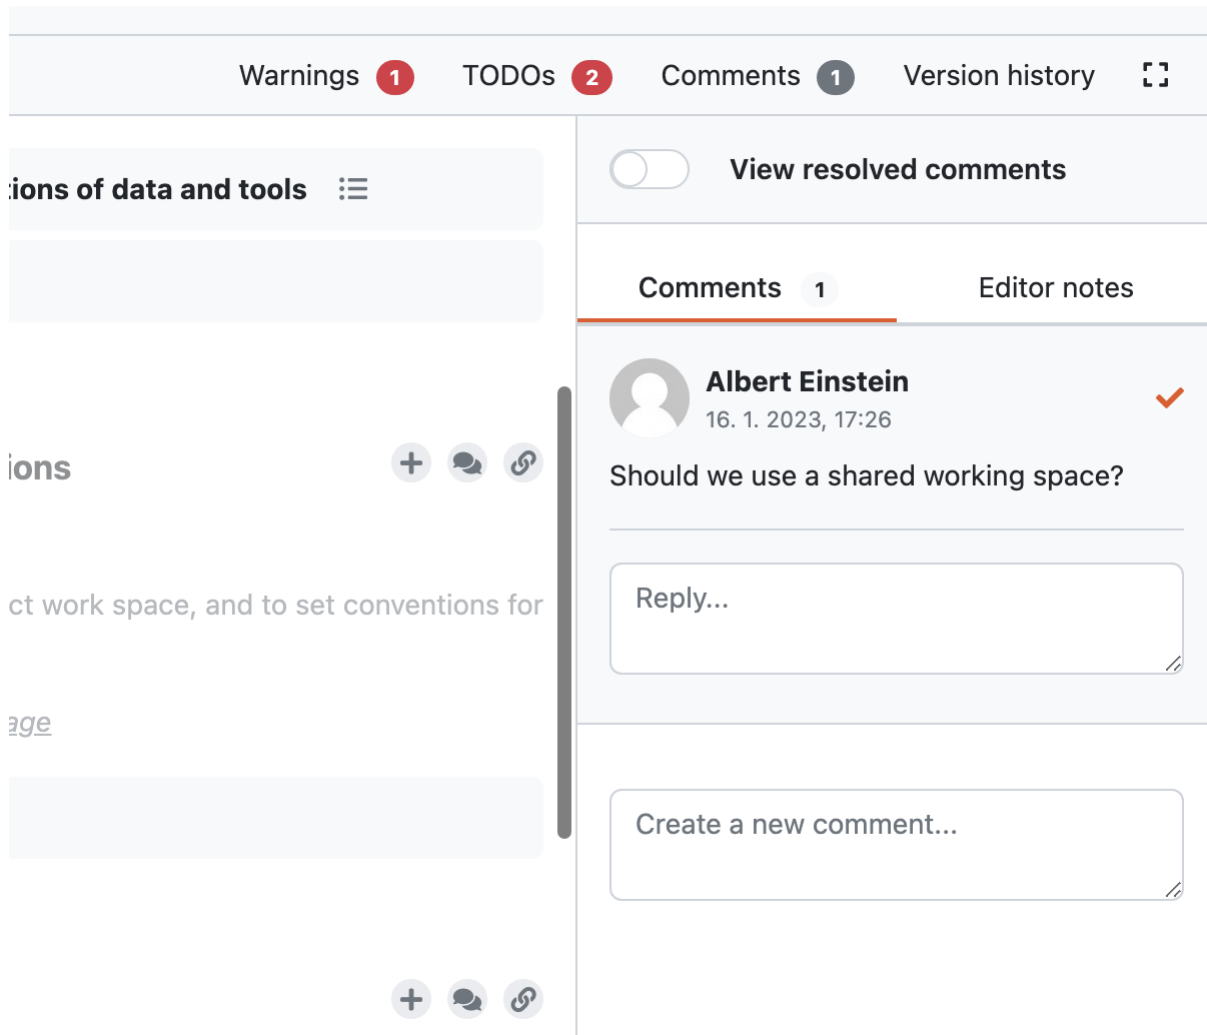 Warnings 1 TODOs 2 Comments 1 Version history
View resolved comments
tions of data and tools
Comments 1 Editor notes
Albert Einstein
16. 1. 2023, 17:26
ions
Should we use a shared working space?
Reply...
ct work space, and to set conventions for
age
Create a new comment...